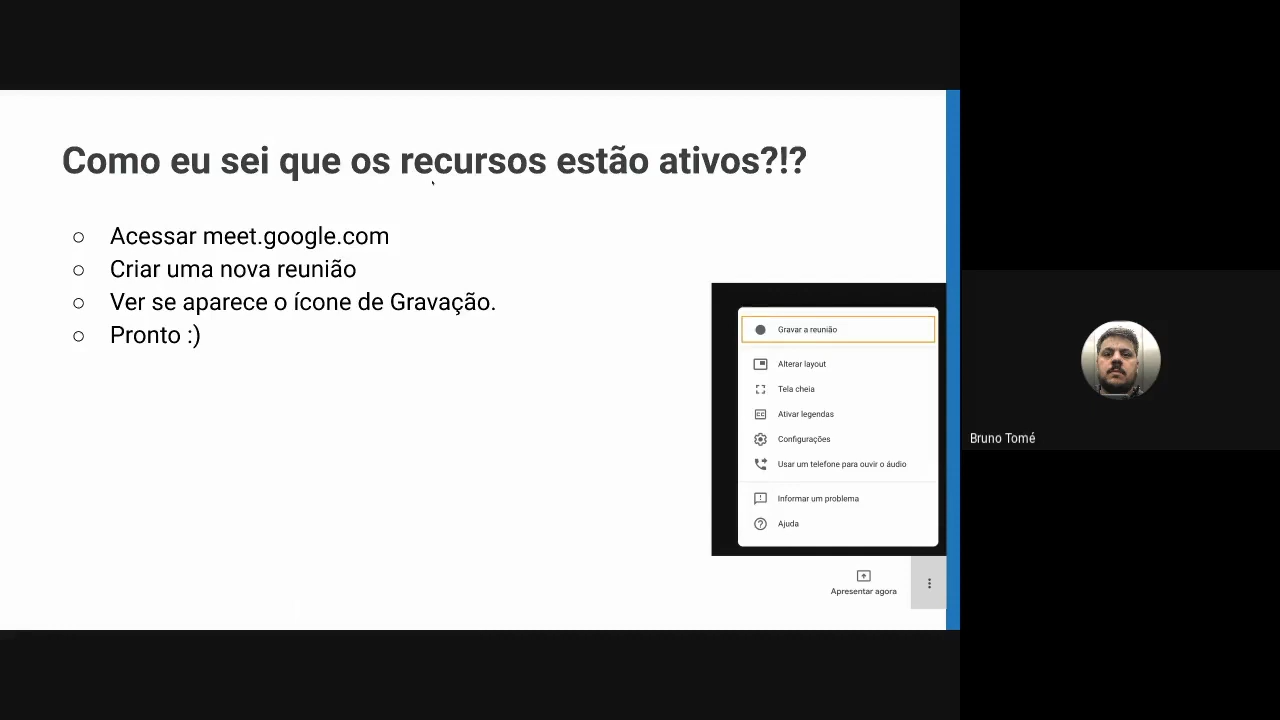 Como eu sei que os recursos estão ativos?!?
Acessar meet.google.com
Criar uma nova reunião
Ver se aparece o ícone de Gravação.
Pronto :)
Gravar a reunião
Alterar layout
Tela cheia
CC Ativar legendas
Configurações
Usar um telefone para ouvir o áudio
Informar um problema
Ajuda
Apresentar agora
Bruno Tomé